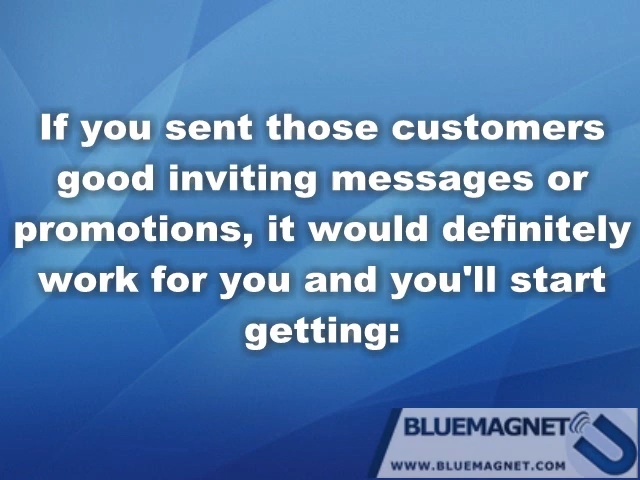 If you sent those customers
good inviting messages or
promotions, it would definitely
work for you and you'll start
getting:
BLUEMAGNET
WWW.BLUEMAGNET.COM